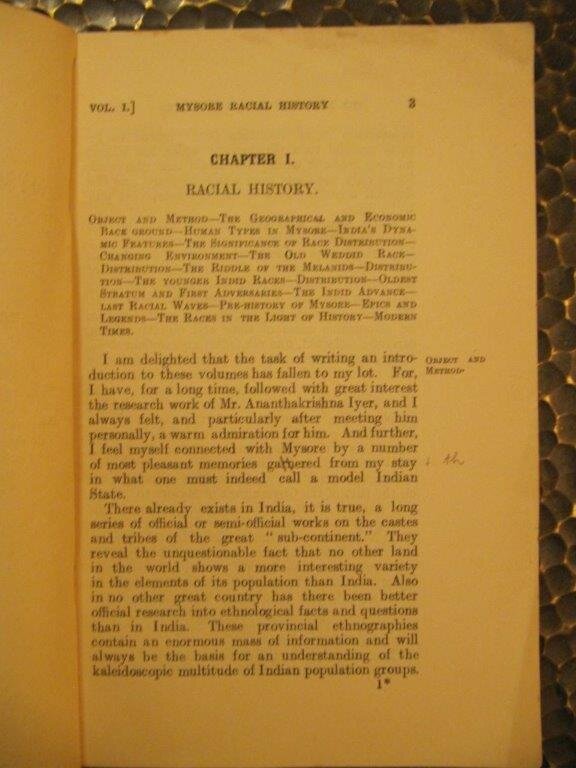 VOL. I.] MYSORE RACIAL HISTORY 3
CHAPTER I.
RACIAL HISTORY.
OBJECT AND METHOD—THE GEOGRAPHICAL AND ECONOMIC
BACK GROUND—HUMAN TYPES IN MYSORE—INDIA'S DYNA-
MIC FEATURES—THE SIGNIFICANCE OF RACE DISTRIBUTION—
CHANGING ENVIRONMENT—THE OLD WEDDID RACE—
DISTRIBUTION—THE RIDDLE OF THE MELANIDS—DISTRIBU-
TION—THE YOUNGER INDID RACES—DISTRIBUTION—OLDEST
STRATUM AND FIRST ADVERSARIES—THE INDID ADVANCE—
LAST RACIAL WAVES—PRE-HISTORY OF MYSORE—EPICS AND
LEGENDS—THE RACES IN THE LIGHT OF HISTORY—MODERN
TIMES.
I am delighted that the task of writing an intro-
duction to these volumes has fallen to my lot. For,
I have, for a long time, followed with great interest
the research work of Mr. Ananthakrishna Iyer, and I
always felt, and particularly after meeting him
personally, a warm admiration for him. And further,
I feel myself connected with Mysore by a number
of most pleasant memories gathered from my stay
in what one must indeed call a model Indian
State.
OBJECT AND
METHOD.
There already exists in India, it is true, a long
series of official or semi-official works on the castes
and tribes of the great "sub-continent." They
reveal the unquestionable fact that no other land
in the world shows a more interesting variety
in the elements of its population than India. Also
in no other great country has there been better
official research into ethnological facts and questions
than in India. These provincial ethnographies
contain an enormous mass of information and will
always be the basis for an understanding of the
kaleidoscopic multitude of Indian population groups.
1*